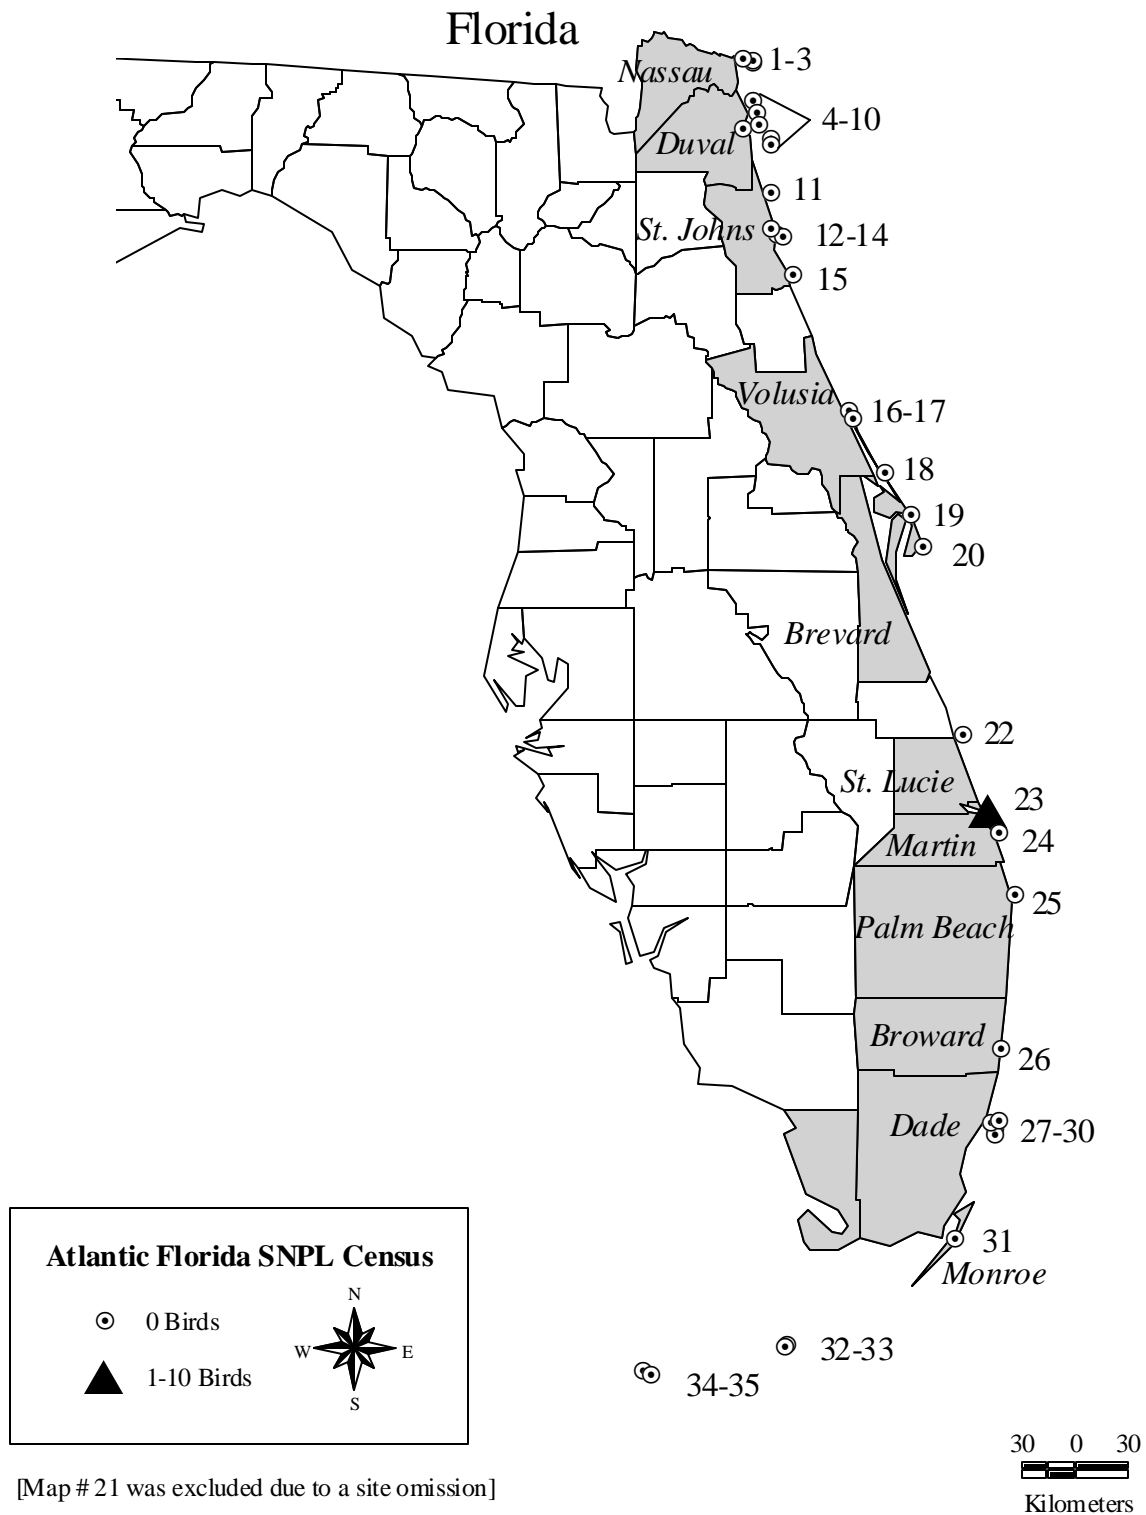 Florida
Nassau
1-3
4-10
Duval
11
St. Johns
12-14
15
Volusia
16-17
18
19
20
Brevard
22
St. Lucie
23
24
Martin
25
Palm Beach
Broward
26
Dade
27-30
31
Monroe
32-33
34-35
Atlantic Florida SNPL Census
0 Birds
1-10 Birds
N
W E
S
30 0 30
Kilometers
[Map # 21 was excluded due to a site omission]